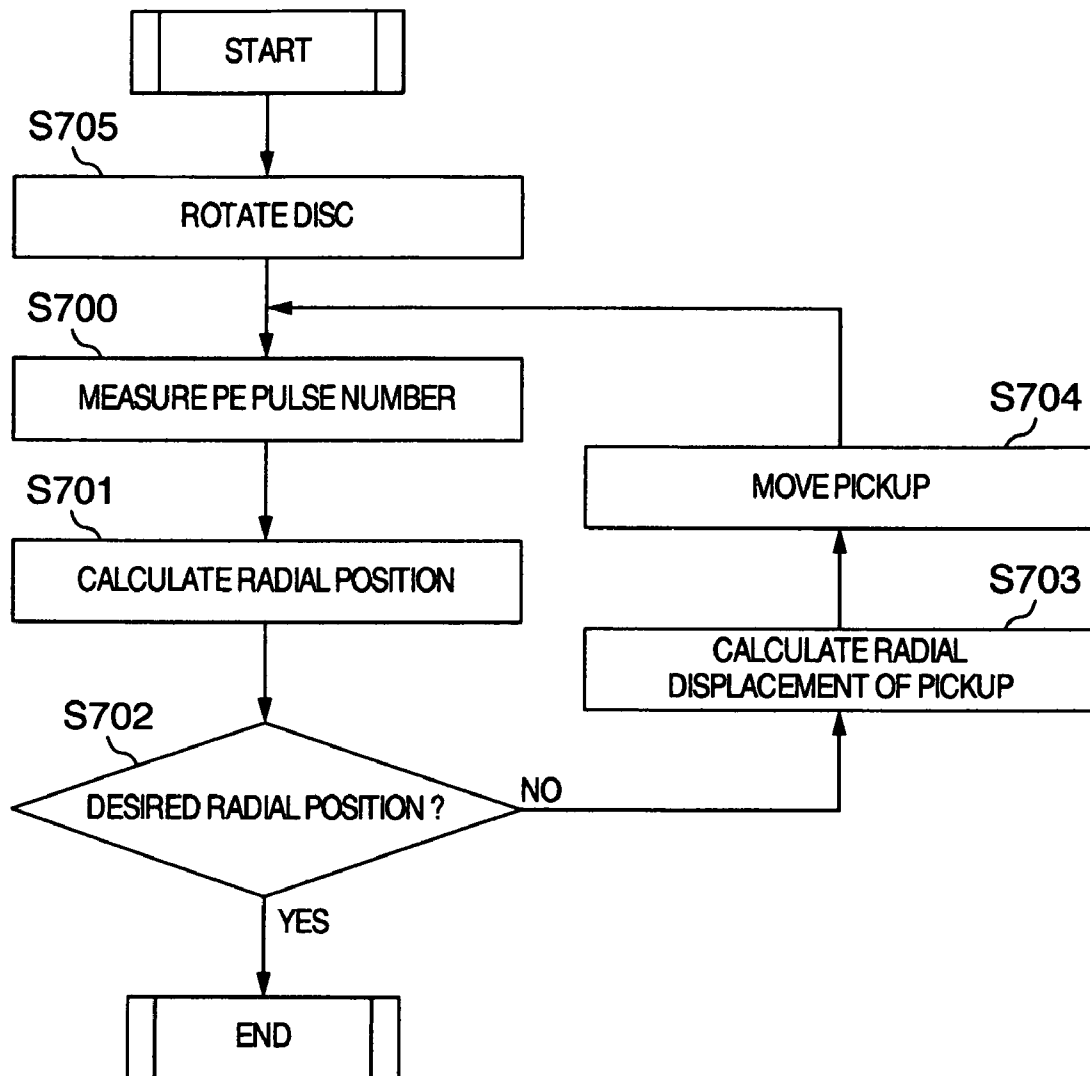 START
S705
ROTATE DISC
S700
MEASURE PE PULSE NUMBER
S704
MOVE PICKUP
S701
CALCULATE RADIAL POSITION
S703
CALCULATE RADIAL
DISPLACEMENT OF PICKUP
S702
DESIRED RADIAL POSITION ?
NO
YES
END